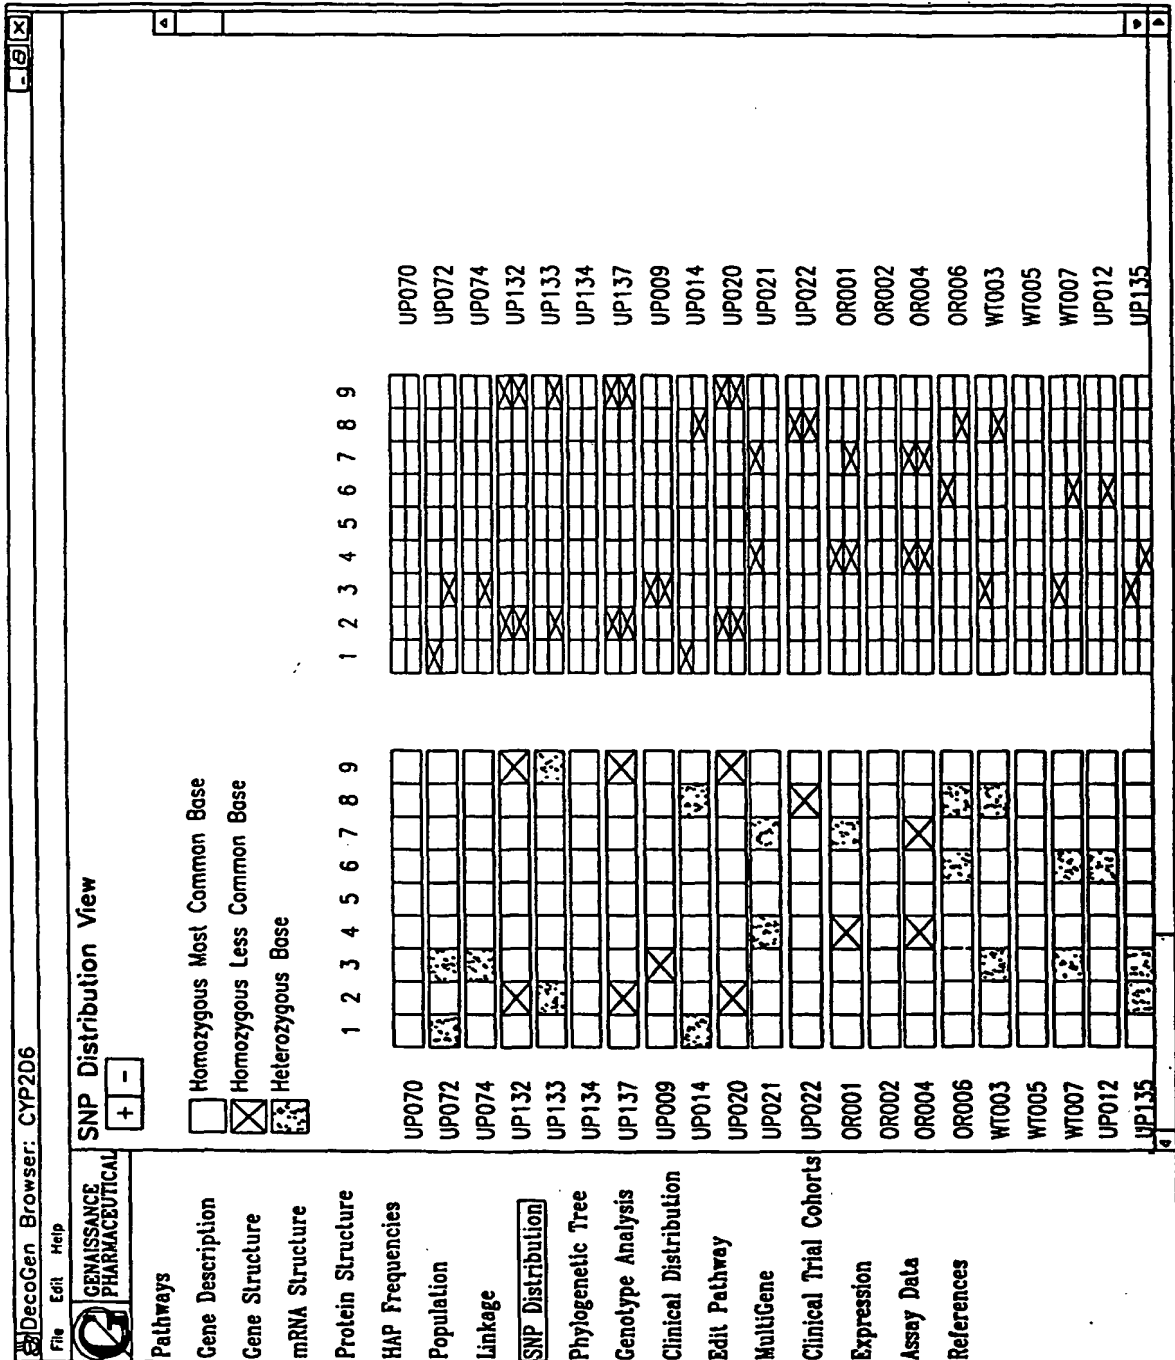 DecoGen Browser: CYP2D6
File Edit Help
GENAISSANCE
PHARMACEUTICAL
Pathways
Gene Description
Gene Structure
mRNA Structure
Protein Structure
HAP Frequencies
Population
Linkage
SNP Distribution
Phylogenetic Tree
Genotype Analysis
Clinical Distribution
Edit Pathway
MultiGene
Clinical Trial Cohorts
Expression
Assay Data
References
SNP Distribution View
+ -
Homozygous Most Common Base
Homozygous Less Common Base
Heterozygous Base
1 2 3 4 5 6 7 8 9 1 2 3 4 5 6 7 8 9
UP070 UP070
UP072 UP072
UP074 UP074
UP132 UP132
UP133 UP133
UP134 UP134
UP137 UP137
UP009 UP009
UP014 UP014
UP020 UP020
UP021 UP021
UP022 UP022
OR001 OR001
OR002 OR002
OR004 OR004
OR006 OR006
WT003 WT003
WT005 WT005
WT007 WT007
UP012 UP012
UP135 UP135